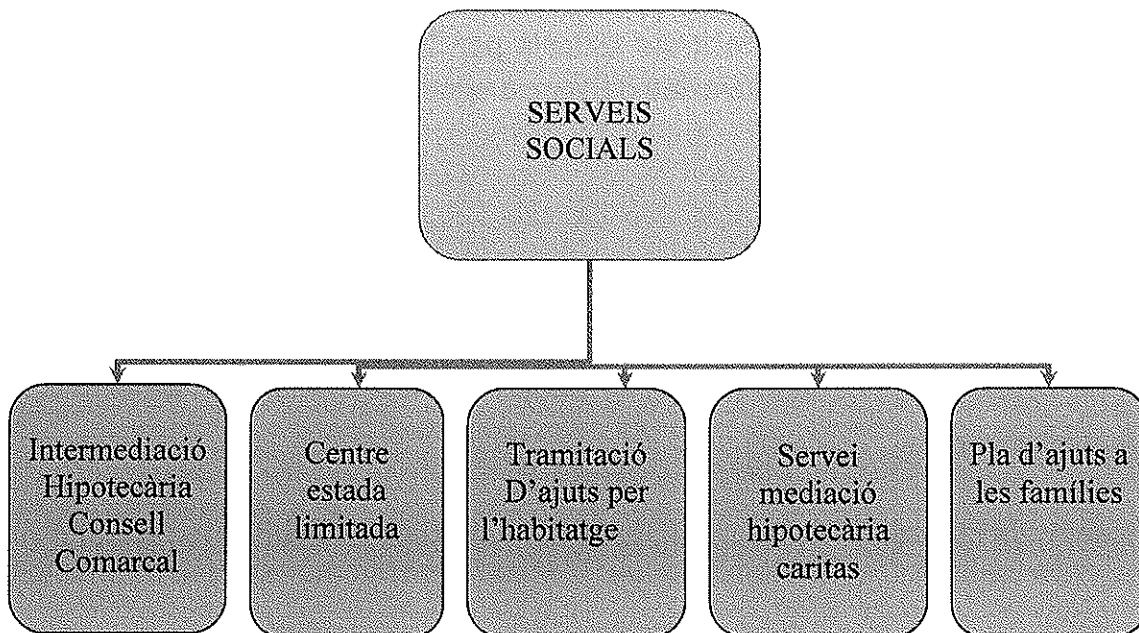 SERVEIS
SOCIALS
Intermediació
Hipotecària
Consell
Comarcal
Centre
estada
limitada
Tramitació
D'ajuts per
l'habitatge
Servei
mediació
hipotecària
caritas
Pla d'ajuts a
les famílies